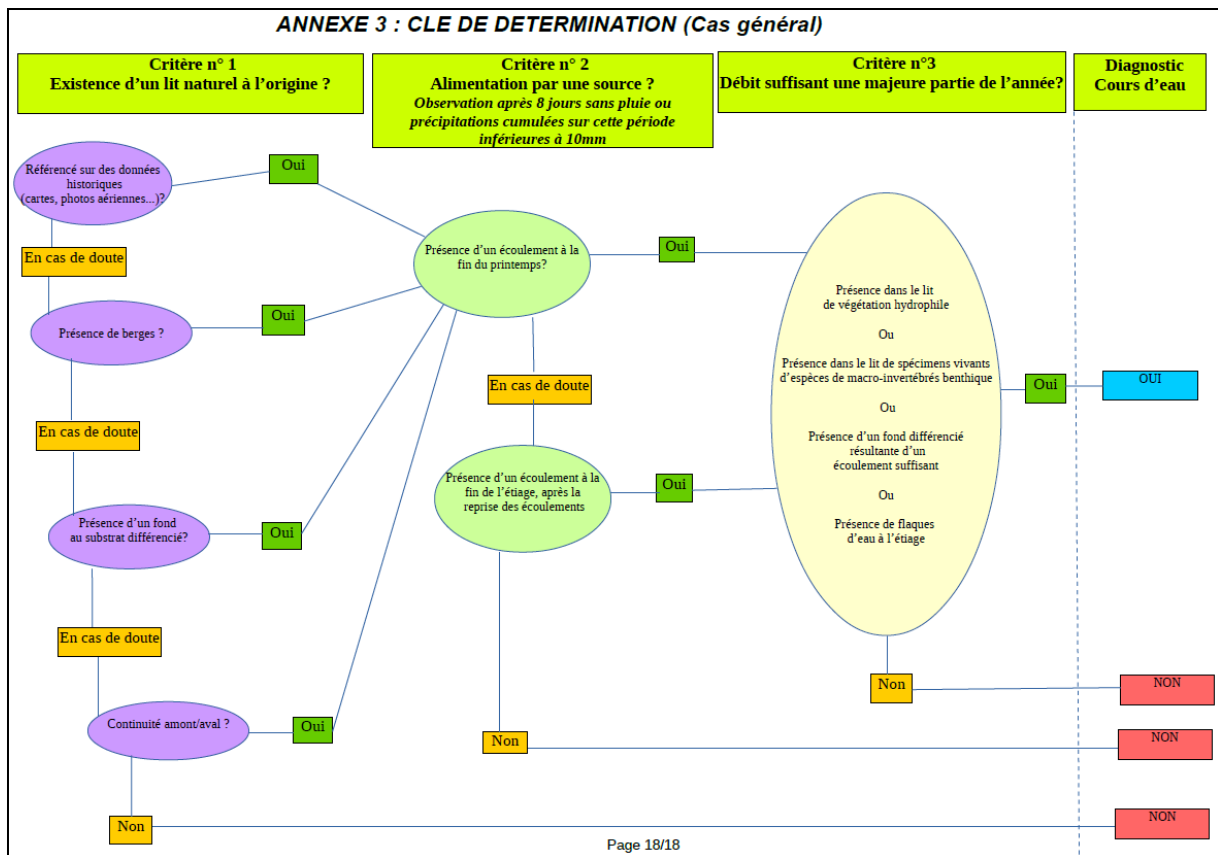 ANNEXE 3 : CLE DE DETERMINATION (Cas général)
Critère n° 1
Existence d'un lit naturel à l'origine ?
Critère n° 2
Alimentation par une source ?
Observation après 8 jours sans pluie ou
précipitations cumulées sur cette période
inférieures à 10mm
Critère n°3
Débit suffisant une majeure partie de l'année?
Diagnostic
Cours d'eau
Référencé sur des données
historiques
(cartes, photos aériennes...)?
Oui
En cas de doute
Présence de berges ?
Oui
En cas de doute
Présence d'un fond
au substrat différencié?
Oui
En cas de doute
Continuité amont/aval ?
Oui
Non
Présence d'un écoulement à la
fin du printemps?
Oui
En cas de doute
Présence d'un écoulement à la
fin de l'étiage, après la
reprise des écoulements
Oui
Non
Présence dans le lit
de végétation hydrophile
Ou
Présence dans le lit de spécimens vivants
d'espèces de macro-invertébrés benthique
Ou
Présence d'un fond différencié
résultante d'un
écoulement suffisant
Ou
Présence de flaques
d'eau à l'étiage
Oui
Non
OUI
NON
NON
NON
Page 18/18